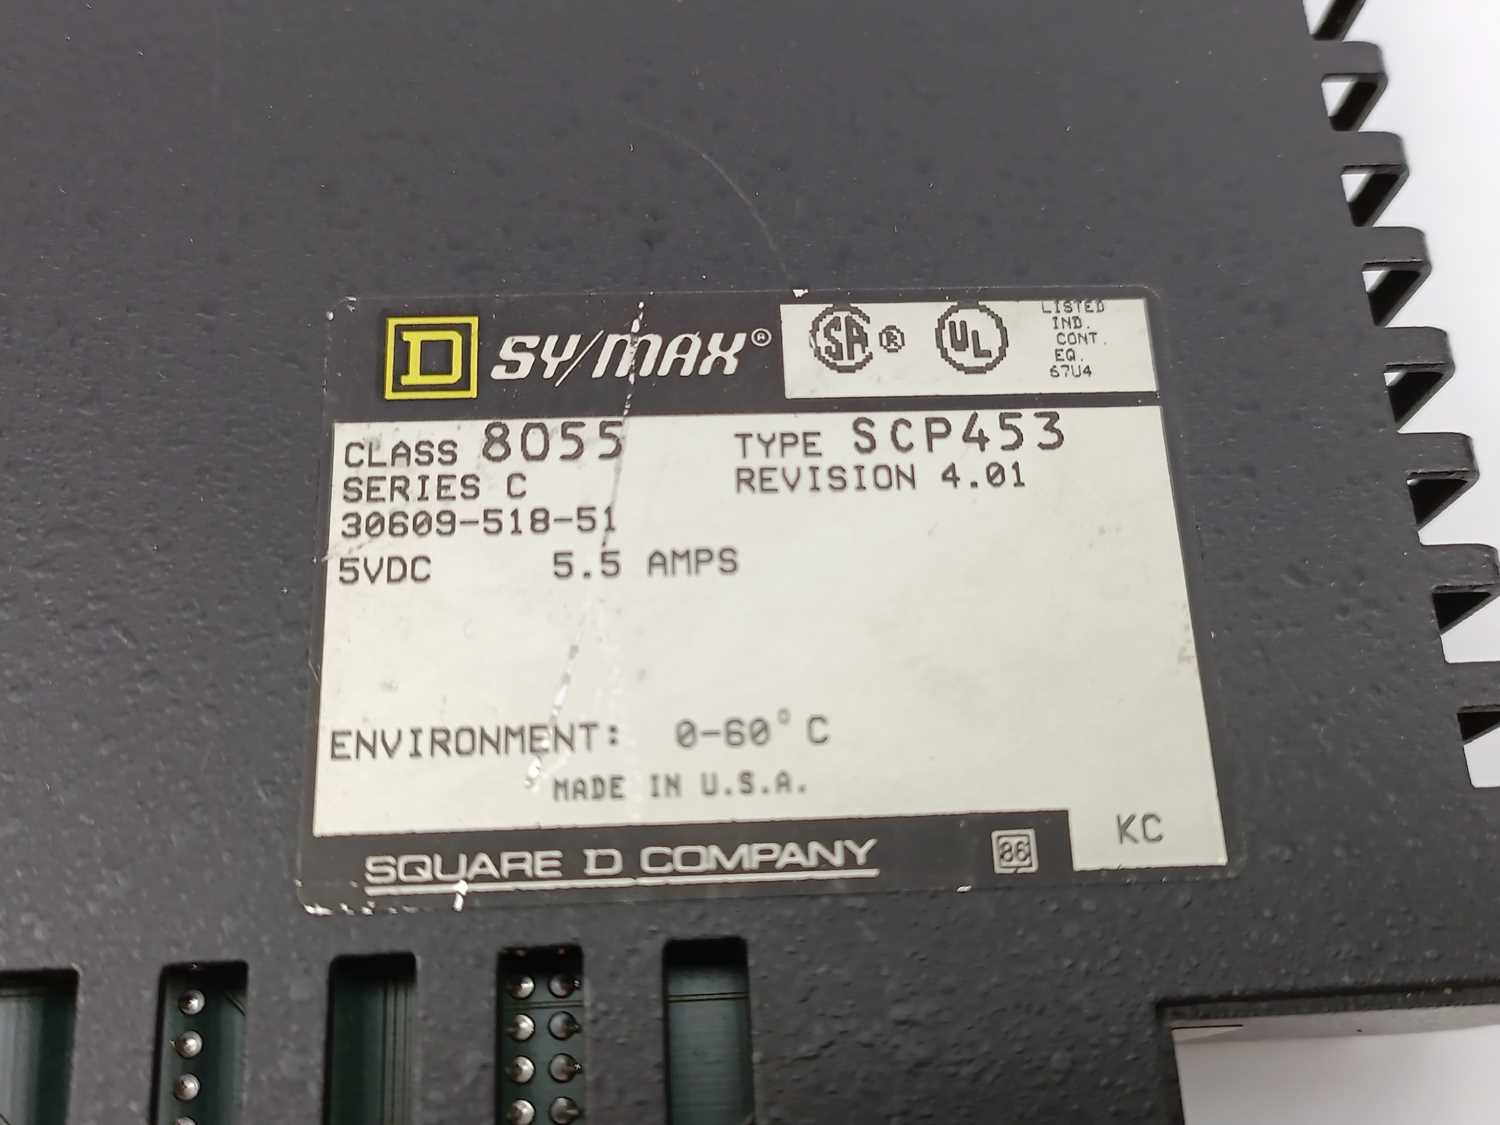 D SY/MAX®
SA ® UL
LISTED
IND.
CONT.
EQ.
67U4
CLASS 8055 TYPE SCP453
SERIES C REVISION 4.01
30609-518-51
5VDC 5.5 AMPS
ENVIRONMENT: 0-60°C
MADE IN U.S.A.
SQUARE D COMPANY
86
KC